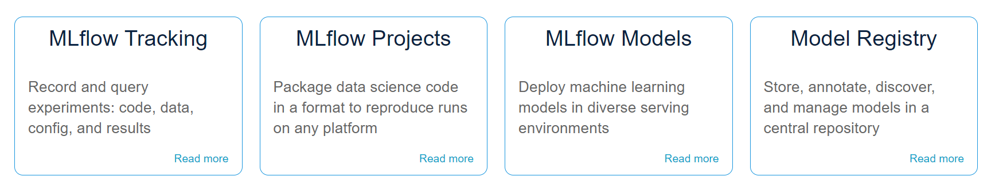 MLflow Tracking
Record and query
experiments: code, data,
config, and results
Read more
MLflow Projects
Package data science code
in a format to reproduce runs
on any platform
Read more
MLflow Models
Deploy machine learning
models in diverse serving
environments
Read more
Model Registry
Store, annotate, discover,
and manage models in a
central repository
Read more